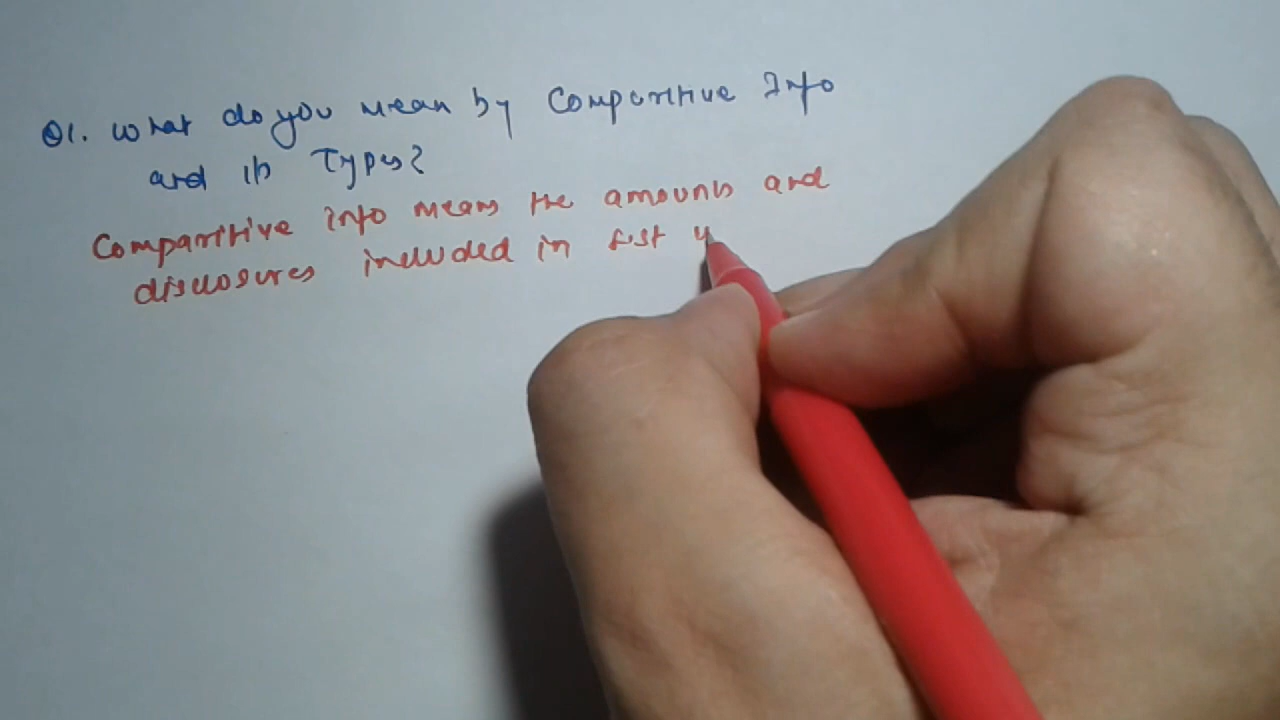 Q1. What do you mean by Comparitive Info
and its Types?
Comparitive info means the amounts and
disclosures included in